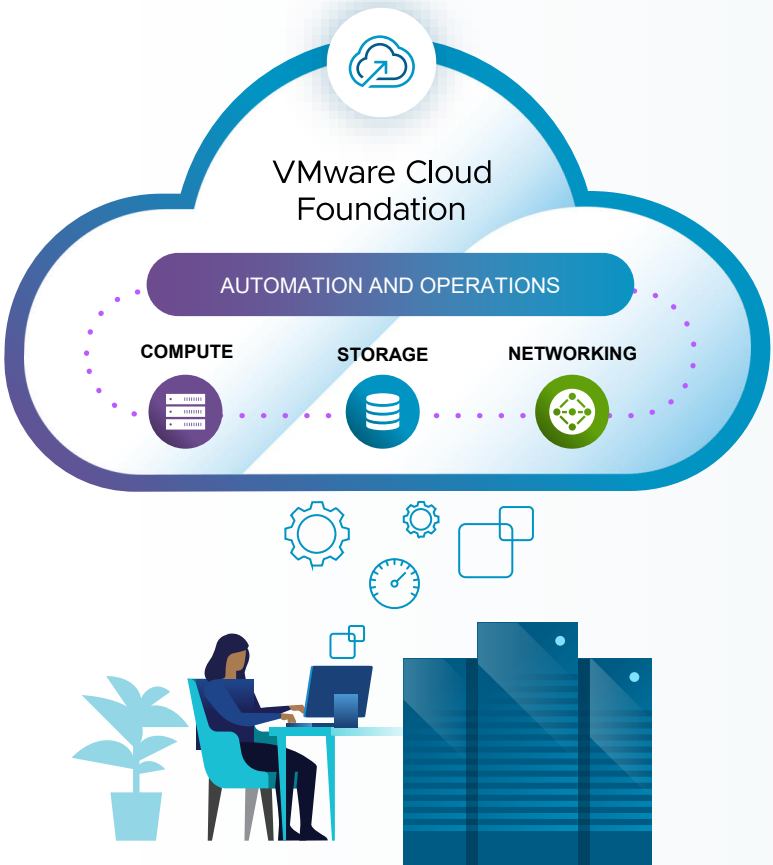 VMware Cloud
Foundation
AUTOMATION AND OPERATIONS
COMPUTE
STORAGE
NETWORKING